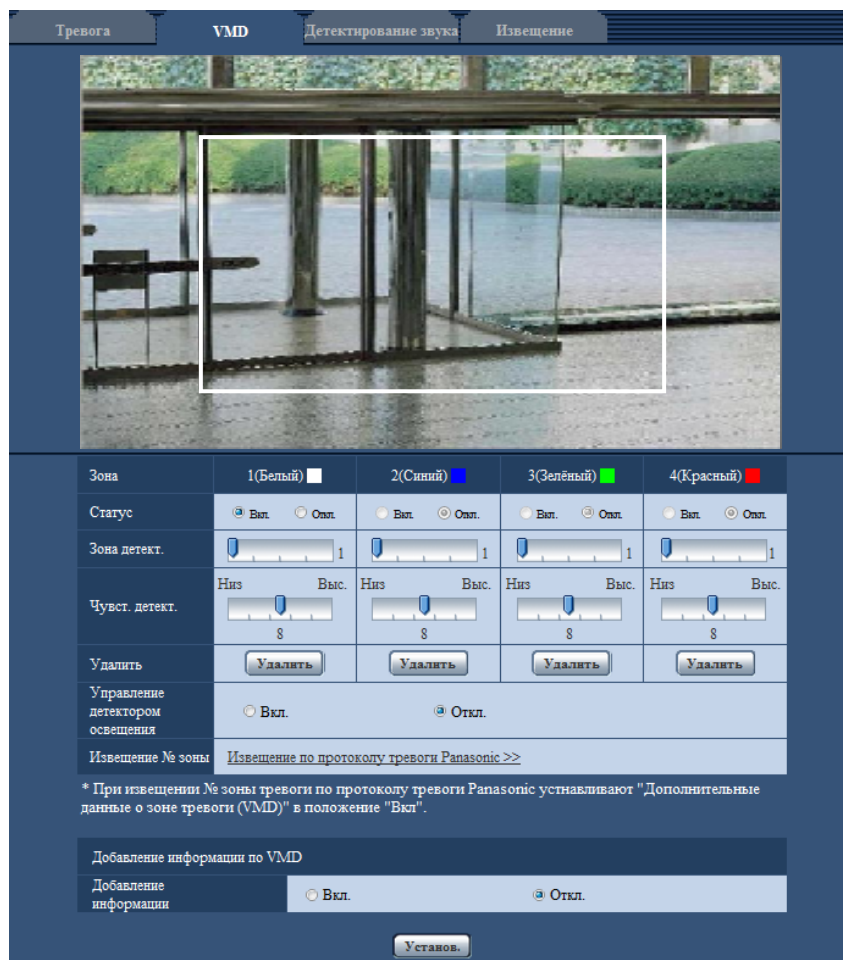 Тревога VMD Детектирование звука Извещение
Зона 1(Белый) 2(Синий) 3(Зелёный) 4(Красный)
Статус Вкл. Откл. Вкл. Откл. Вкл. Откл. Вкл. Откл.
Зона детект. 1 1 1 1
Низ Выс. Низ Выс. Низ Выс. Низ Выс.
Чувст. детект.
8 8 8 8
Удалить Удалить Удалить Удалить Удалить
Управление
детектором
освещения
Вкл. Откл.
Извещение № зоны Извещение по протоколу тревоги Panasonic >>
* При извещении № зоны тревоги по протоколу тревоги Panasonic устнавливают "Дополнительные
данные о зоне тревоги (VMD)" в положение "Вкл".
Добавление информации по VMD
Добавление
информации
Вкл. Откл.
Установ.